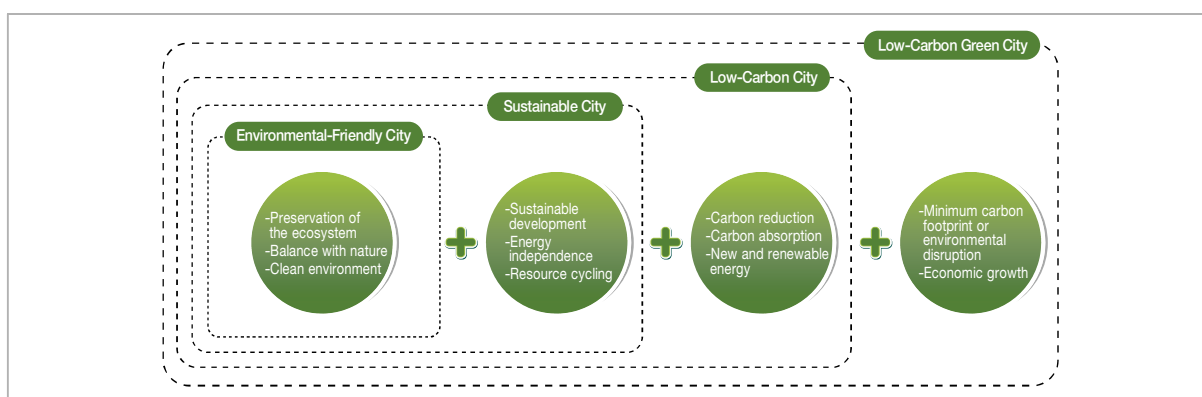 Low-Carbon Green City
Low-Carbon City
Sustainable City
Environmental-Friendly City
-Preservation of
the ecosystem
-Balance with nature
-Clean environment
-Sustainable
development
-Energy
independence
-Resource cycling
-Carbon reduction
-Carbon absorption
-New and renewable
energy
-Minimum carbon
footprint or
environmental
disruption
-Economic growth